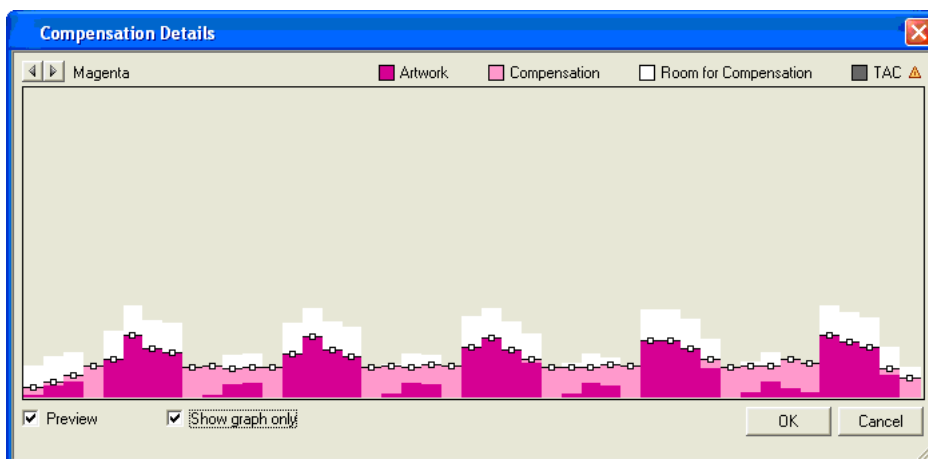 Compensation Details
Magenta Artwork Compensation Room for Compensation TAC
Preview Show graph only OK Cancel